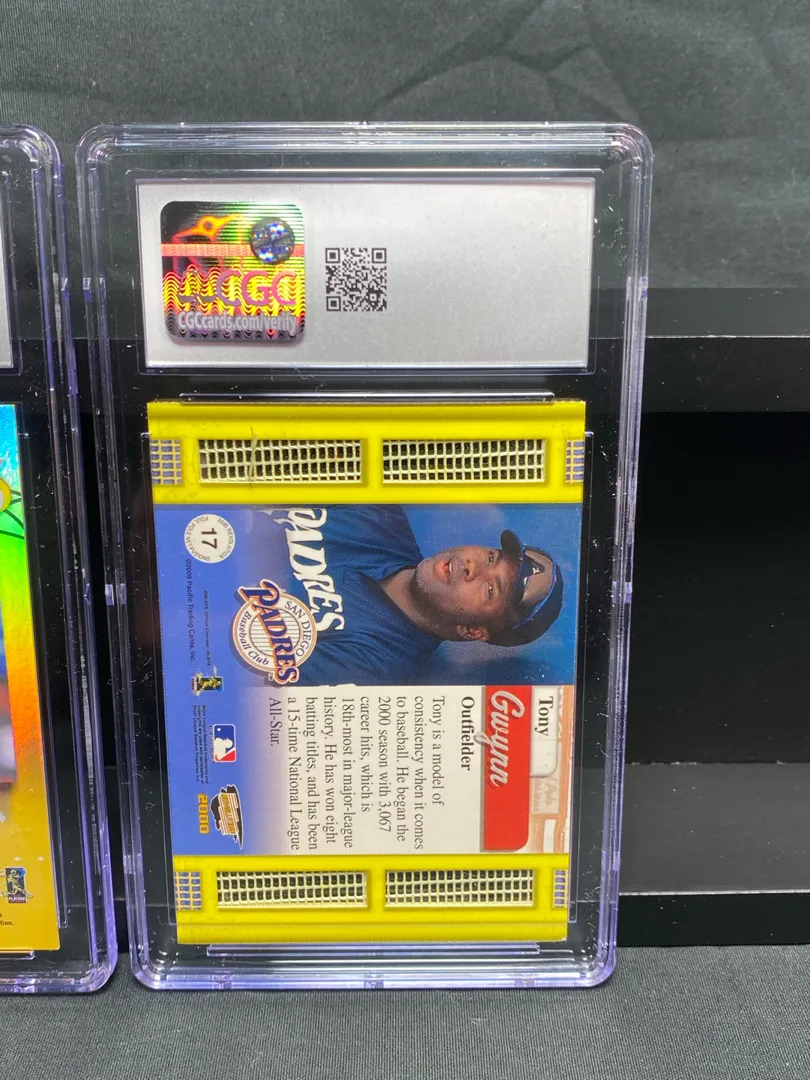 CGC
CGCcards.com/verify
PADRES
Tony
Gwynn
Outfielder
Tony is a model of
consistency when it comes
to baseball. He began the
2000 season with 3,067
career hits, which is
18th-most in major-league
history. He has won eight
batting titles, and has been
a 15-time National League
All-Star.
SAN DIEGO
PADRES
Baseball Club
17
©2000 Pacific Trading Cards, Inc.
2000
PLAYERS